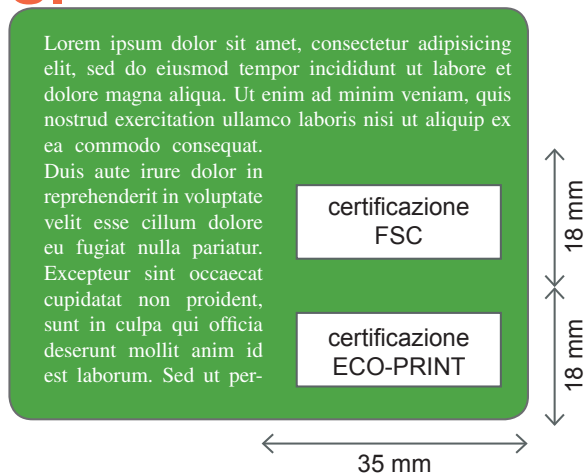 Lorem ipsum dolor sit amet, consectetur adipisicing
elit, sed do eiusmod tempor incididunt ut labore et
dolore magna aliqua. Ut enim ad minim veniam, quis
nostrud exercitation ullamco laboris nisi ut aliquip ex
ea commodo consequat.
Duis aute irure dolor in
reprehenderit in voluptate
velit esse cillum dolore
eu fugiat nulla pariatur.
Excepteur sint occaecat
cupidatat non proident,
sunt in culpa qui officia
deserunt mollit anim id
est laborum. Sed ut per-
certificazione
FSC
certificazione
ECO-PRINT
18 mm
18 mm
35 mm